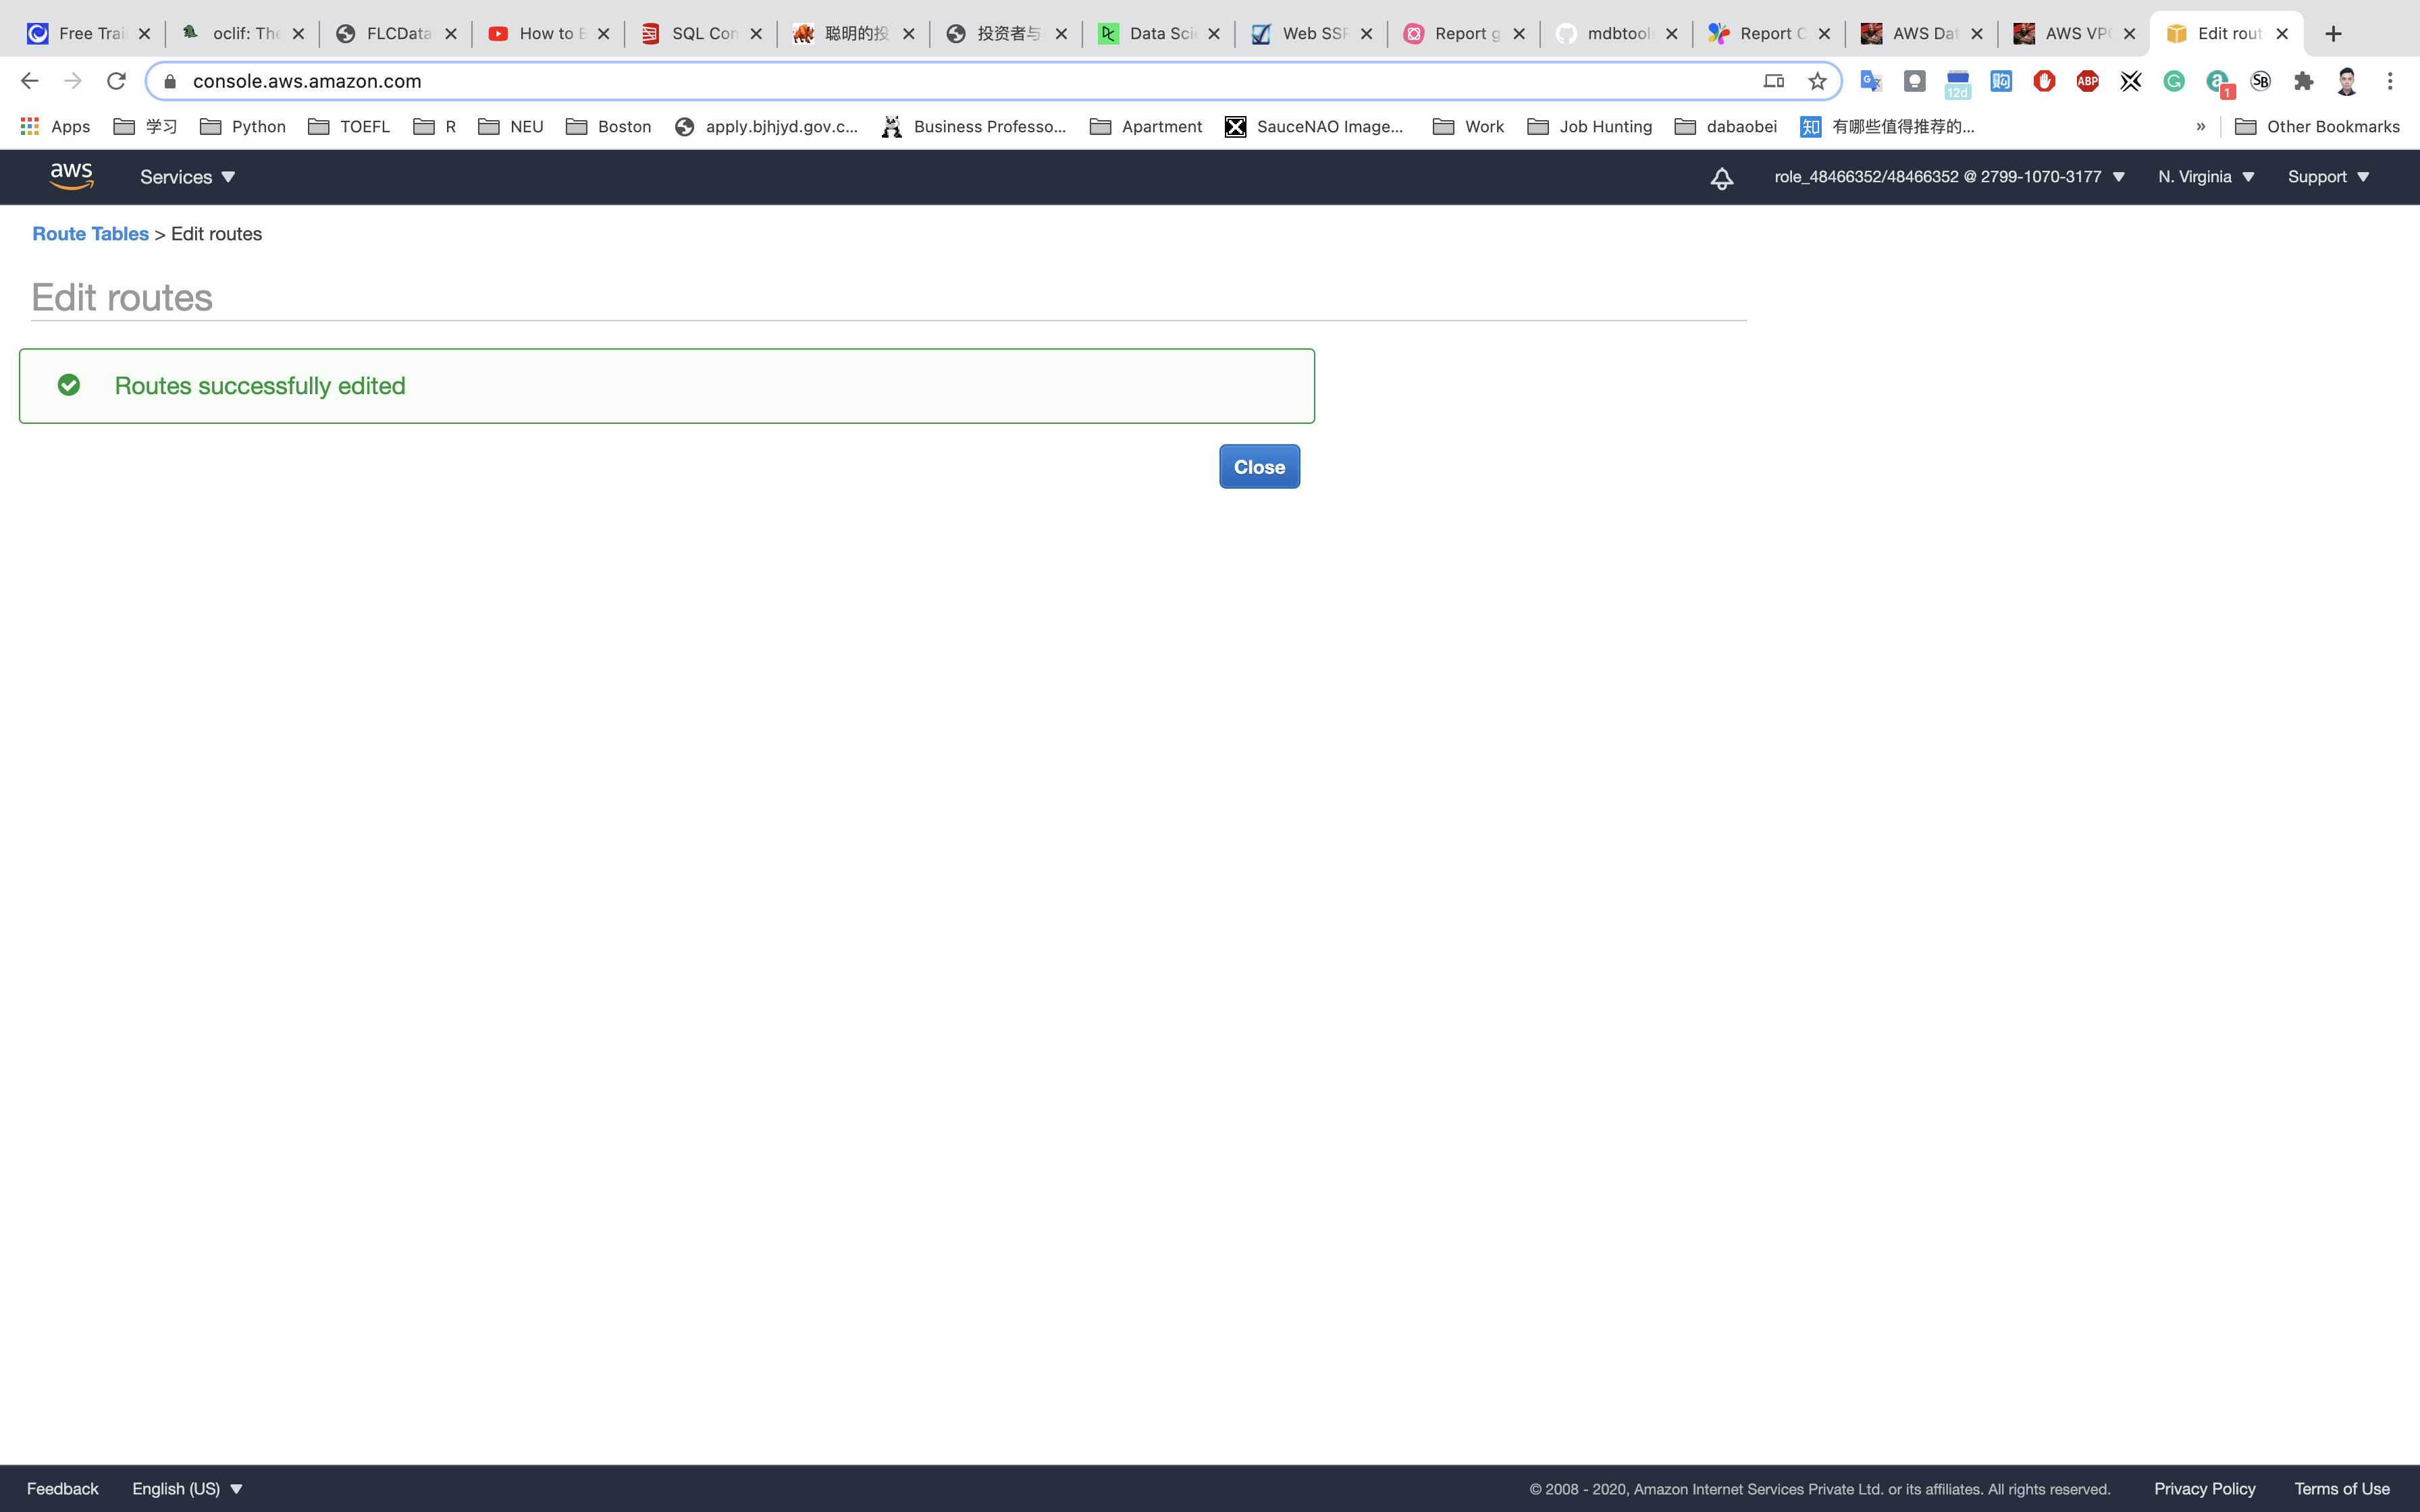 Free Trai
oclif: The
FLCData
How to E
SQL Com
聪明的投
投资者与
Data Sci
Web SSF
Report g
mdbtools
Report C
AWS Dat
AWS VPC
Edit rout
console.aws.amazon.com
12d
ABP
1
SB
Apps
学习
Python
TOEFL
R
NEU
Boston
apply.bjhjyd.gov.c...
Business Professo...
Apartment
SauceNAO Image...
Work
Job Hunting
dabaobei
知 有哪些值得推荐的...
»
Other Bookmarks
aws
Services
role_48466352/48466352 @ 2799-1070-3177
N. Virginia
Support
Route Tables > Edit routes
Edit routes
Routes successfully edited
Close
Feedback
English (US)
© 2008 - 2020, Amazon Internet Services Private Ltd. or its affiliates. All rights reserved.
Privacy Policy
Terms of Use